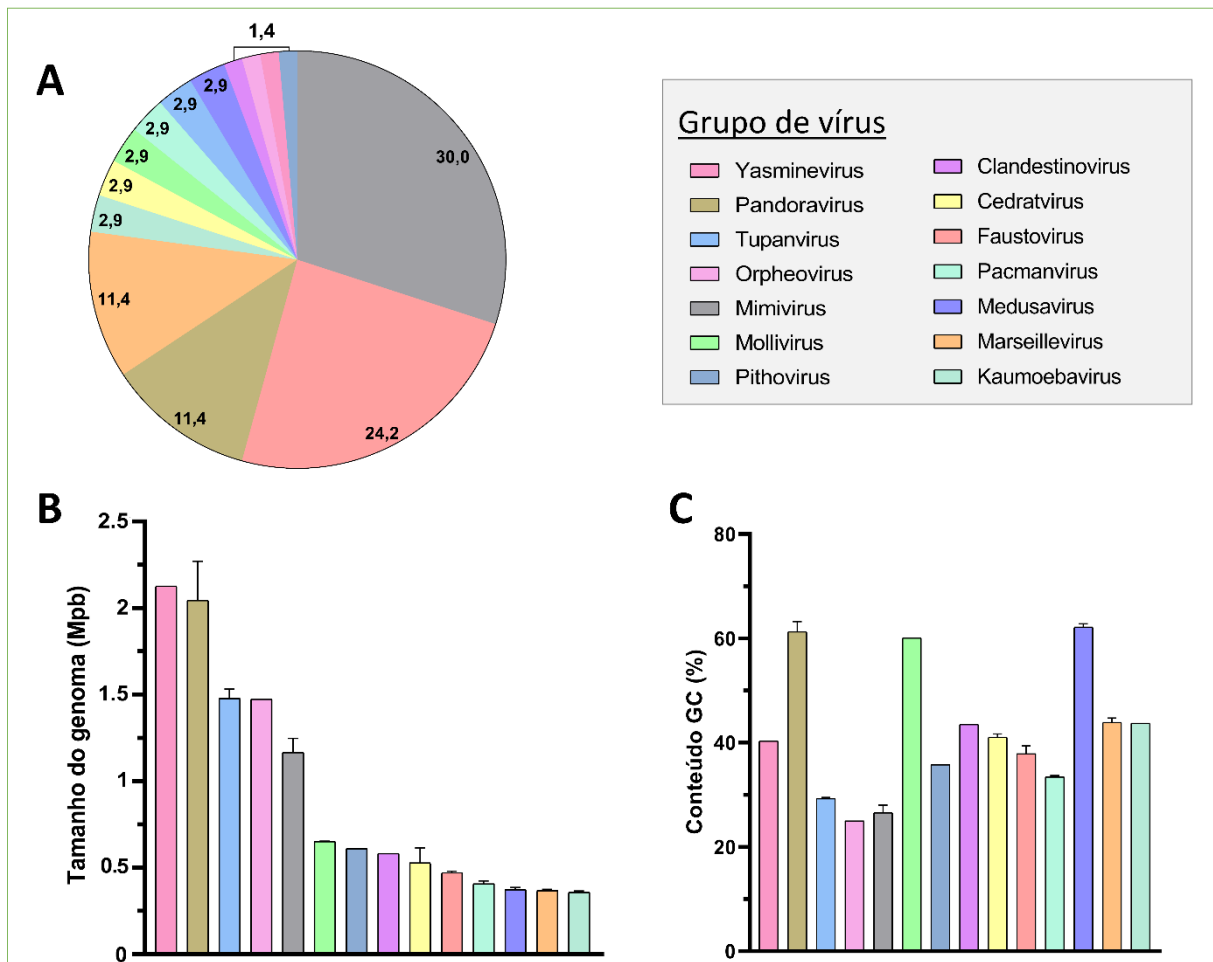 A
1,4
2,9
2,9
2,9
2,9
2,9
2,9
30,0
11,4
11,4
24,2
Grupo de vírus
Yasminevirus
Pandoravirus
Tupanvirus
Orpheovirus
Mimivirus
Mollivirus
Pithovirus
Clandestinovirus
Cedratvirus
Faustovirus
Pacmanvirus
Medusavirus
Marseillevirus
Kaumoebavirus
B
Tamanho do genoma (Mpb)
2.5
2
1.5
1
0.5
0
C
Conteúdo GC (%)
80
60
40
20
0